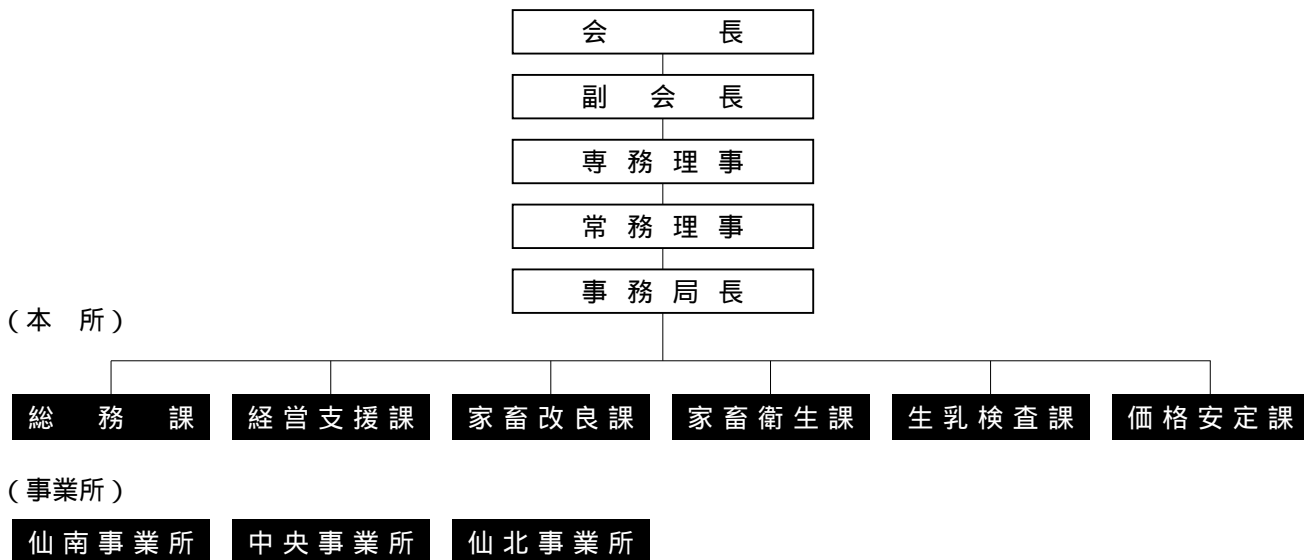 会長
副会長
専務理事
常務理事
事務局長
(本 所)
総務課 経営支援課 家畜改良課 家畜衛生課 生乳検査課 価格安定課
(事業所)
仙南事業所 中央事業所 仙北事業所